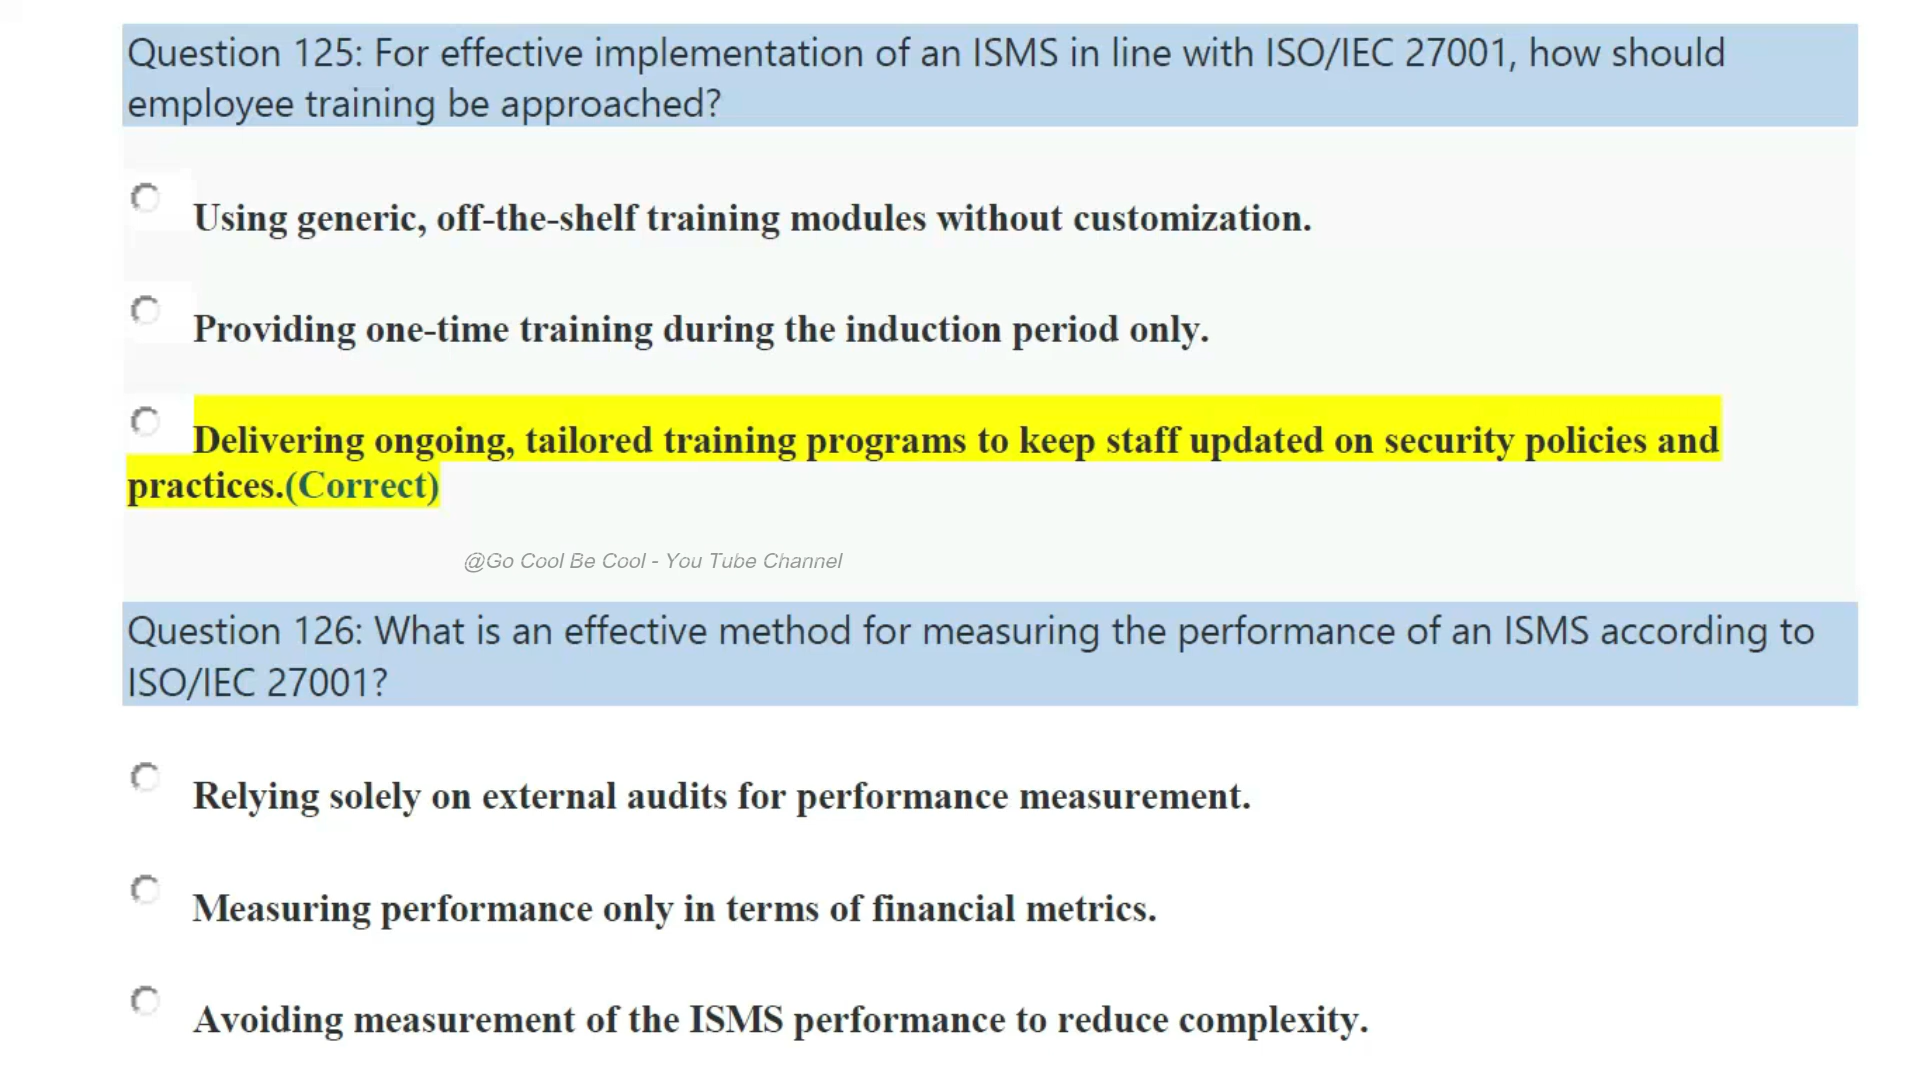 Question 125: For effective implementation of an ISMS in line with ISO/IEC 27001, how should
employee training be approached?
Using generic, off-the-shelf training modules without customization.
Providing one-time training during the induction period only.
Delivering ongoing, tailored training programs to keep staff updated on security policies and
practices.(Correct)
@Go Cool Be Cool - You Tube Channel
Question 126: What is an effective method for measuring the performance of an ISMS according to
ISO/IEC 27001?
Relying solely on external audits for performance measurement.
Measuring performance only in terms of financial metrics.
Avoiding measurement of the ISMS performance to reduce complexity.